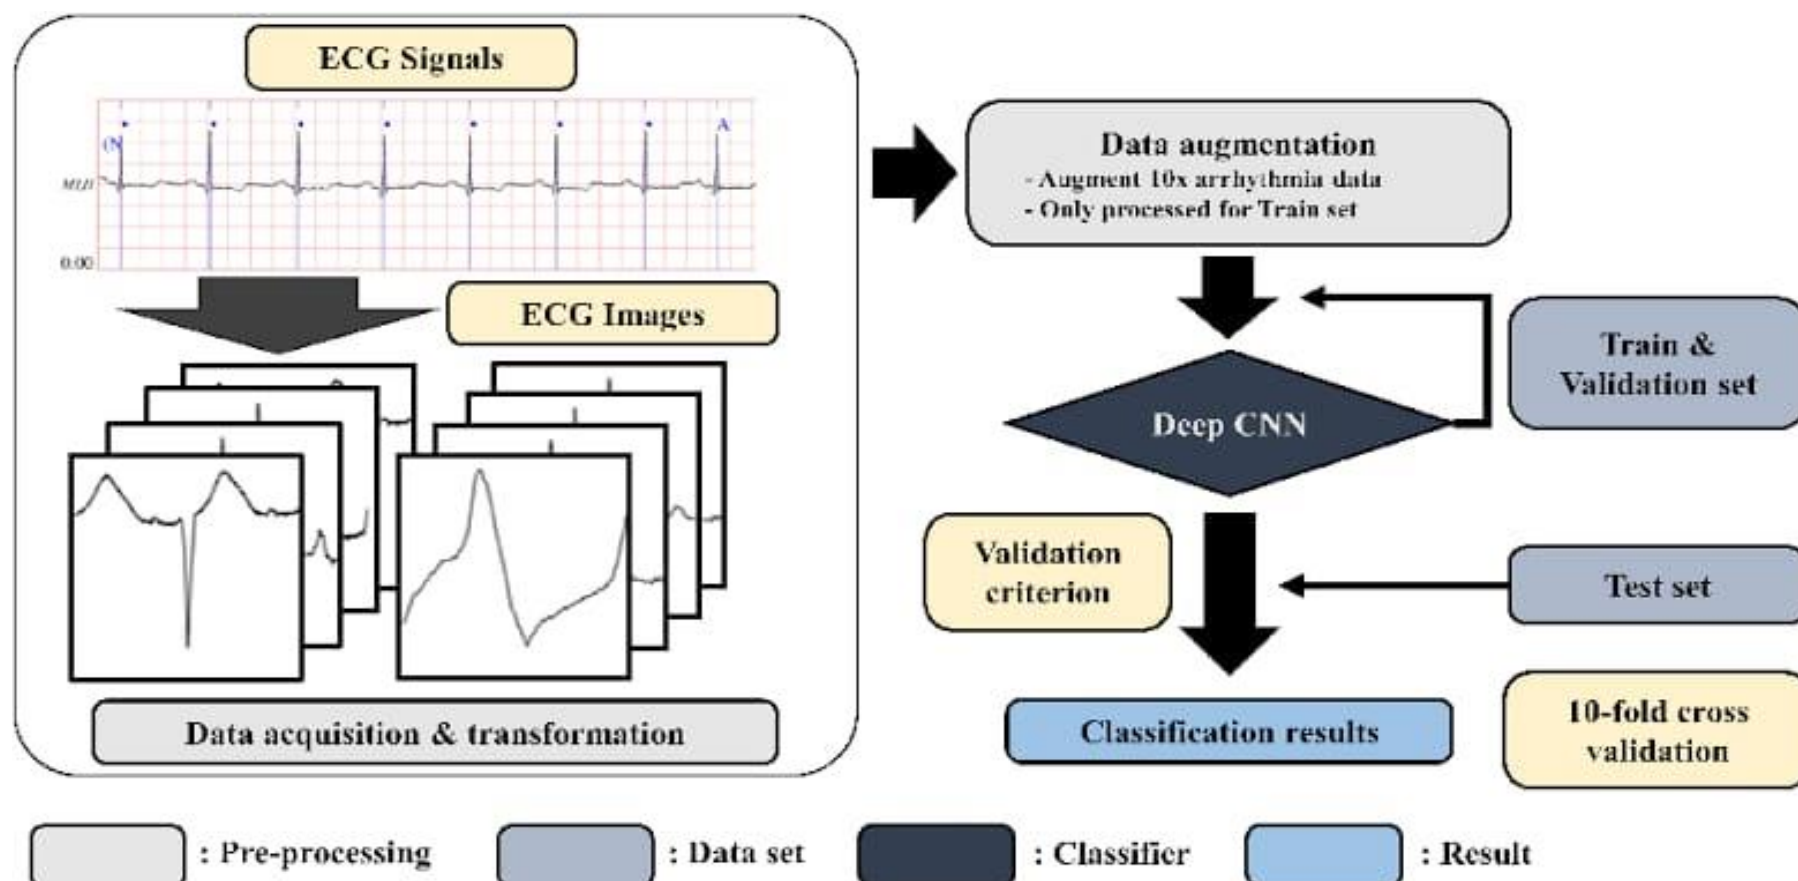 ECG Signals
(N
A
MLII
0.00
ECG Images
Data acquisition & transformation
Data augmentation
- Augment 10x arrhythmia data
- Only processed for Train set
Train &
Validation set
Deep CNN
Validation
criterion
Test set
Classification results
10-fold cross
validation
: Pre-processing
: Data set
: Classifier
: Result